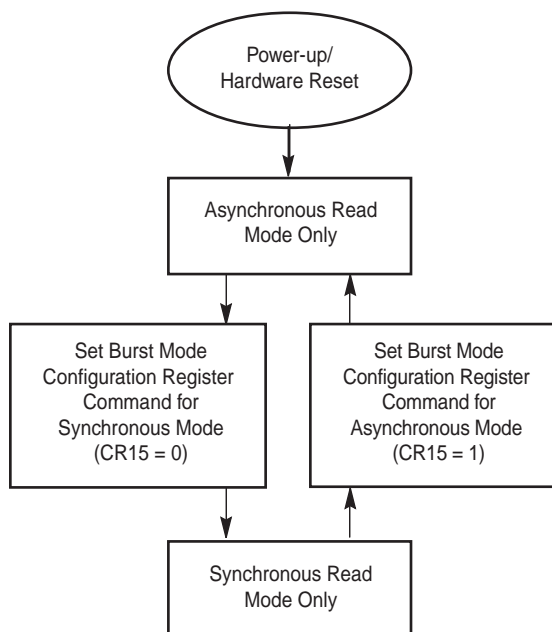 Power-up/
Hardware Reset
Asynchronous Read
Mode Only
Set Burst Mode
Configuration Register
Command for
Synchronous Mode
(CR15 = 0)
Set Burst Mode
Configuration Register
Command for
Asynchronous Mode
(CR15 = 1)
Synchronous Read
Mode Only